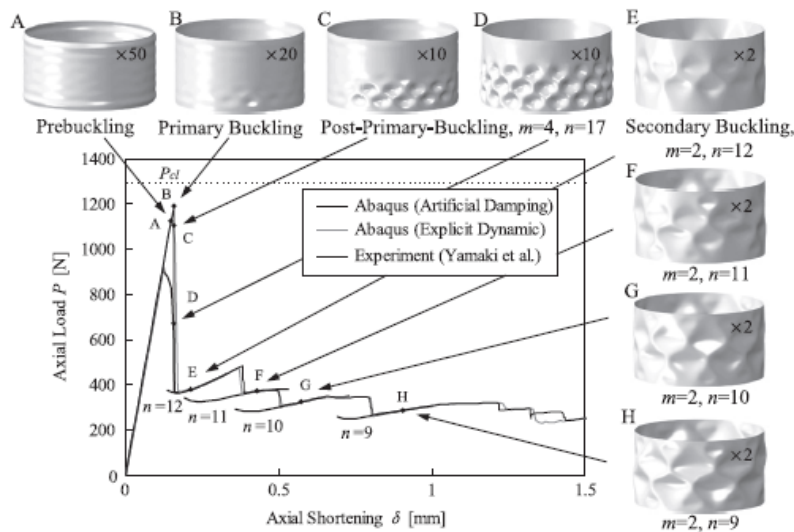 A B C D E
×50 ×20 ×10 ×10 ×2
Prebuckling Primary Buckling Post-Primary-Buckling, m=4, n=17 Secondary Buckling,
m=2, n=12
F
×2
m=2, n=11
G
×2
m=2, n=10
H
×2
m=2, n=9
1400
1200
1000
800
600
400
200
0
Axial Load P [N]
Pcl
B
A
C
D
E
F
G
H
Abaqus (Artificial Damping)
Abaqus (Explicit Dynamic)
Experiment (Yamaki et al.)
n=12
n=11
n=10
n=9
0 0.5 1 1.5
Axial Shortening δ [mm]